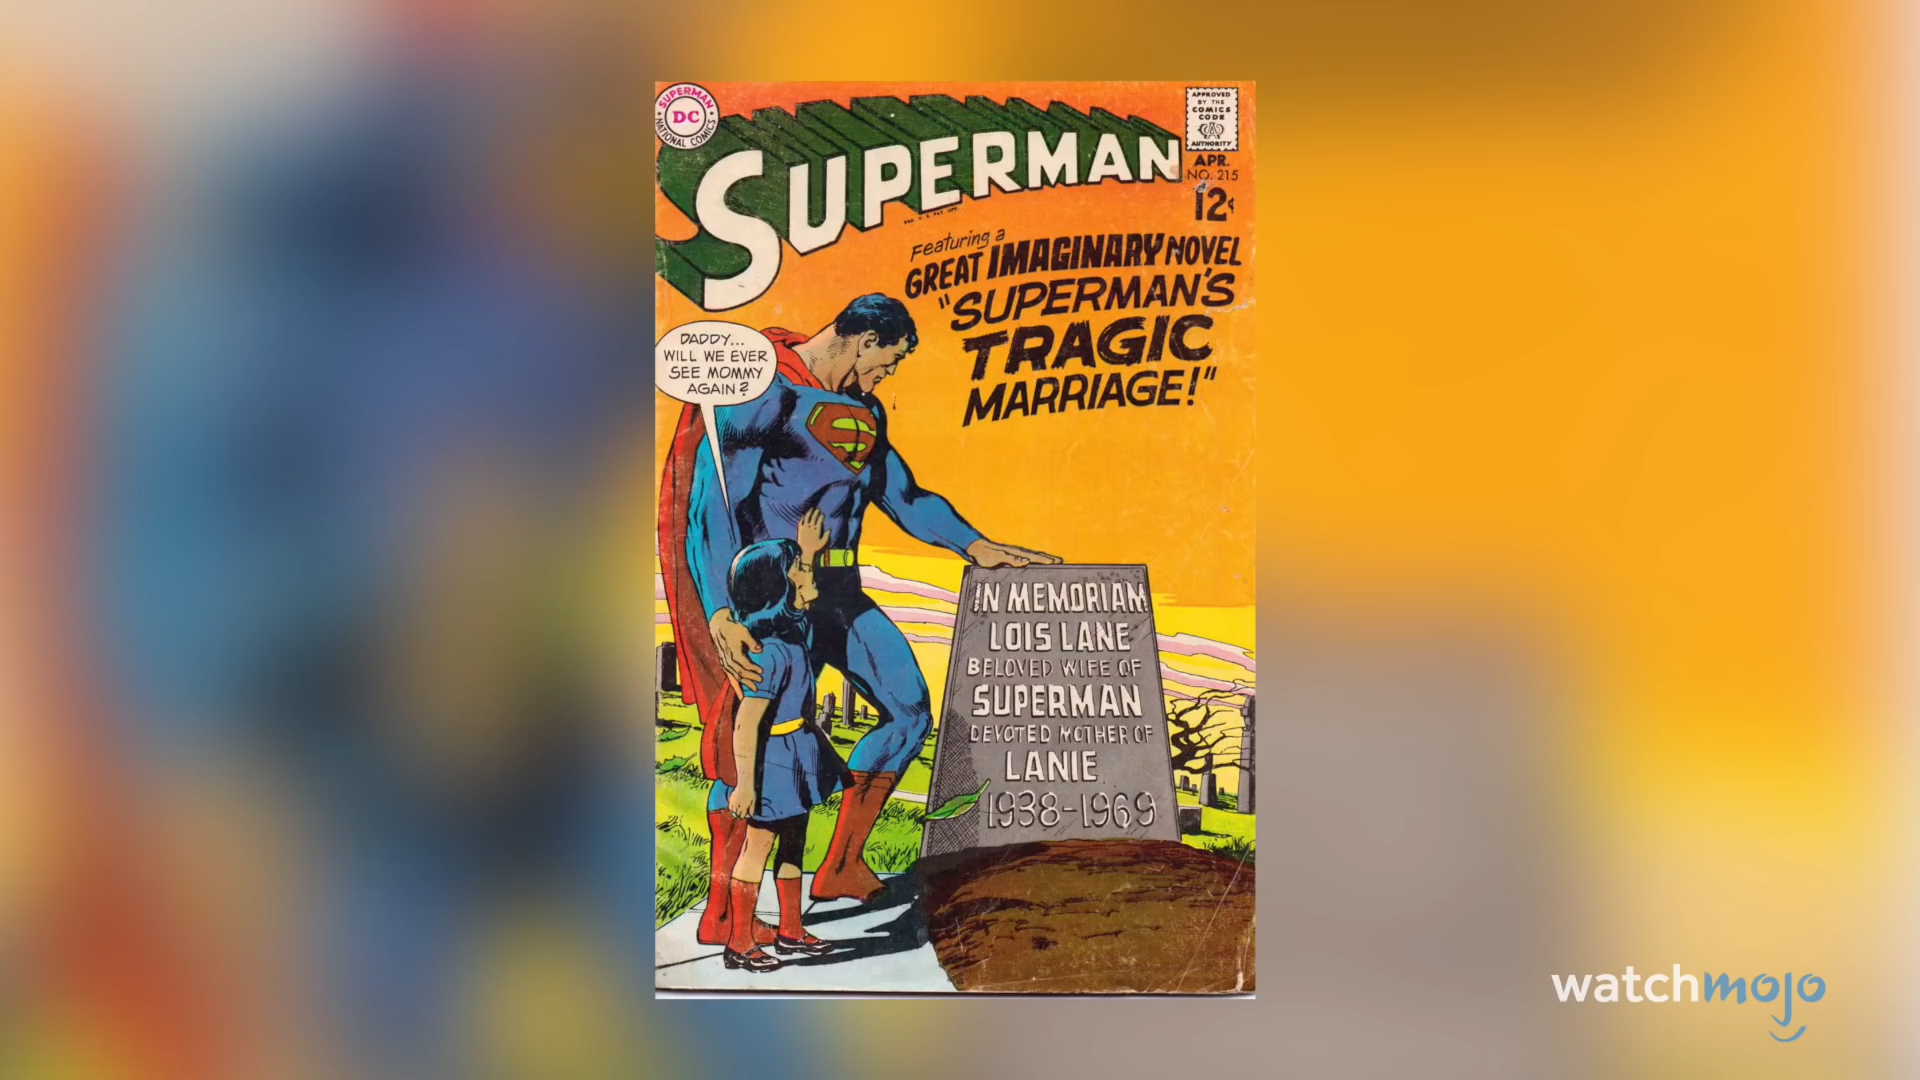 SUPERMAN
DC
NATIONAL COMICS
SUPERMAN
APPROVED
BY THE
COMICS
CODE
AUTHORITY
APR.
NO. 215
12¢
Featuring a
GREAT IMAGINARY NOVEL
"SUPERMAN'S
TRAGIC
MARRIAGE!"
DADDY...
WILL WE EVER
SEE MOMMY
AGAIN?
IN MEMORIAM
LOIS LANE
BELOVED WIFE OF
SUPERMAN
DEVOTED MOTHER OF
LANIE
1938-1969
watchmojo